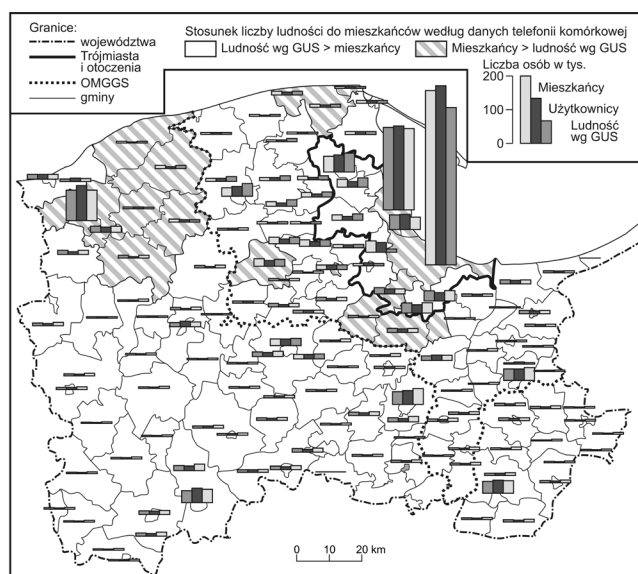 Granice:
województwa
Trójmiasta
i otoczenia
OMGGS
gminy
Stosunek liczby ludności do mieszkańców według danych telefonii komórkowej
Ludność wg GUS > mieszkańcy
Mieszkańcy > ludność wg GUS
Liczba osób w tys.
200
100
0
Mieszkańcy
Użytkownicy
Ludność
wg GUS
0 10 20 km